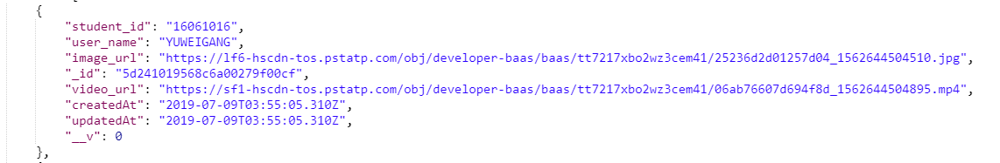 {
"student_id": "16061016",
"user_name": "YUWEIGANG",
"image_url": "https://lf6-hscdn-tos.pstatp.com/obj/developer-baas/baas/tt7217xbo2wz3cem41/25236d2d01257d04_1562644504510.jpg",
"_id": "5d241019568c6a00279f00cf",
"video_url": "https://sf1-hscdn-tos.pstatp.com/obj/developer-baas/baas/tt7217xbo2wz3cem41/06ab76607d694f8d_1562644504895.mp4",
"createdAt": "2019-07-09T03:55:05.310Z",
"updatedAt": "2019-07-09T03:55:05.310Z",
"__v": 0
},